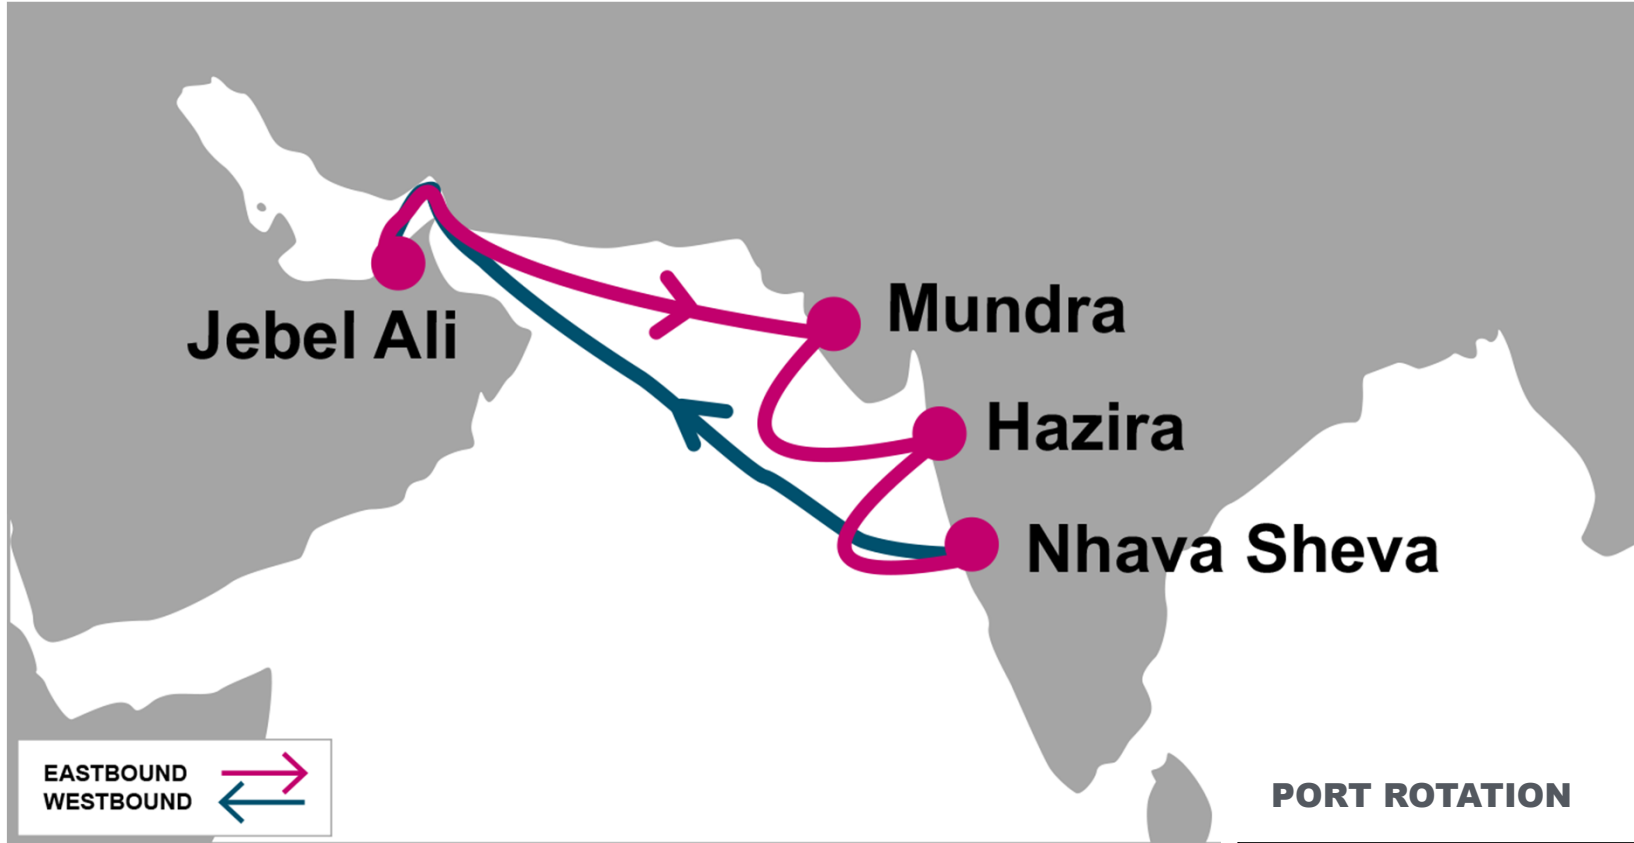 Mundra
Jebel Ali
Hazira
Nhava Sheva
EASTBOUND
WESTBOUND
PORT ROTATION